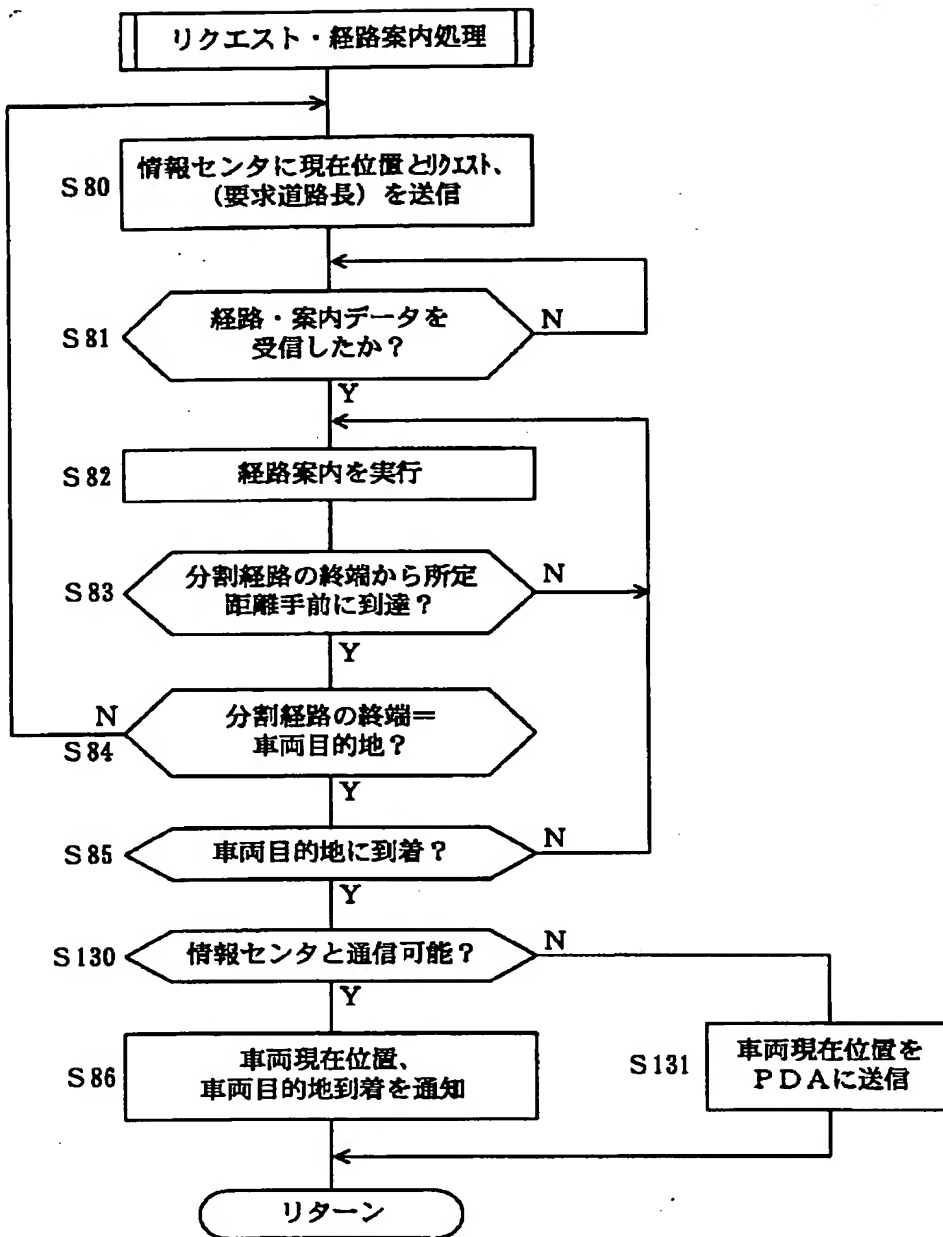 リクエスト・経路案内処理
S80
情報センタに現在位置とリクエスト、
(要求道路長)を送信
S81
経路・案内データを
受信したか?
N
Y
S82
経路案内を実行
S83
分割経路の終端から所定
距離手前に到達?
N
Y
S84
分割経路の終端=
車両目的地?
N
Y
S85
車両目的地に到着?
N
Y
S130
情報センタと通信可能?
N
Y
S86
車両現在位置、
車両目的地到着を通知
S131
車両現在位置を
PDAに送信
リターン